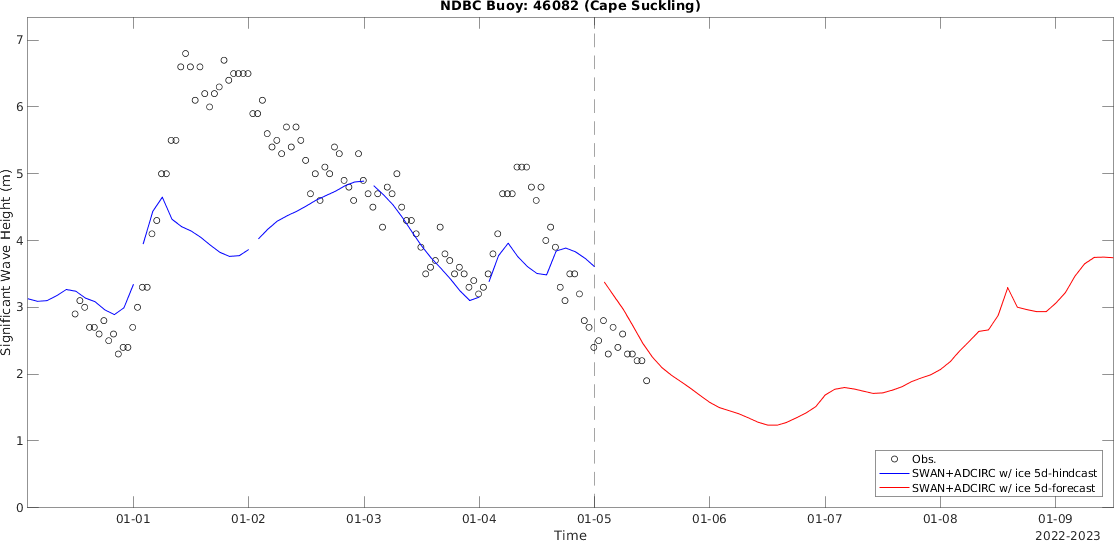 NDBC Buoy: 46082 (Cape Suckling)
Significant Wave Height (m)
7
6
5
4
3
2
1
0
Obs.
SWAN+ADCIRC w/ ice 5d-hindcast
SWAN+ADCIRC w/ ice 5d-forecast
01-01 01-02 01-03 01-04 01-05 01-06 01-07 01-08 01-09
Time
2022-2023